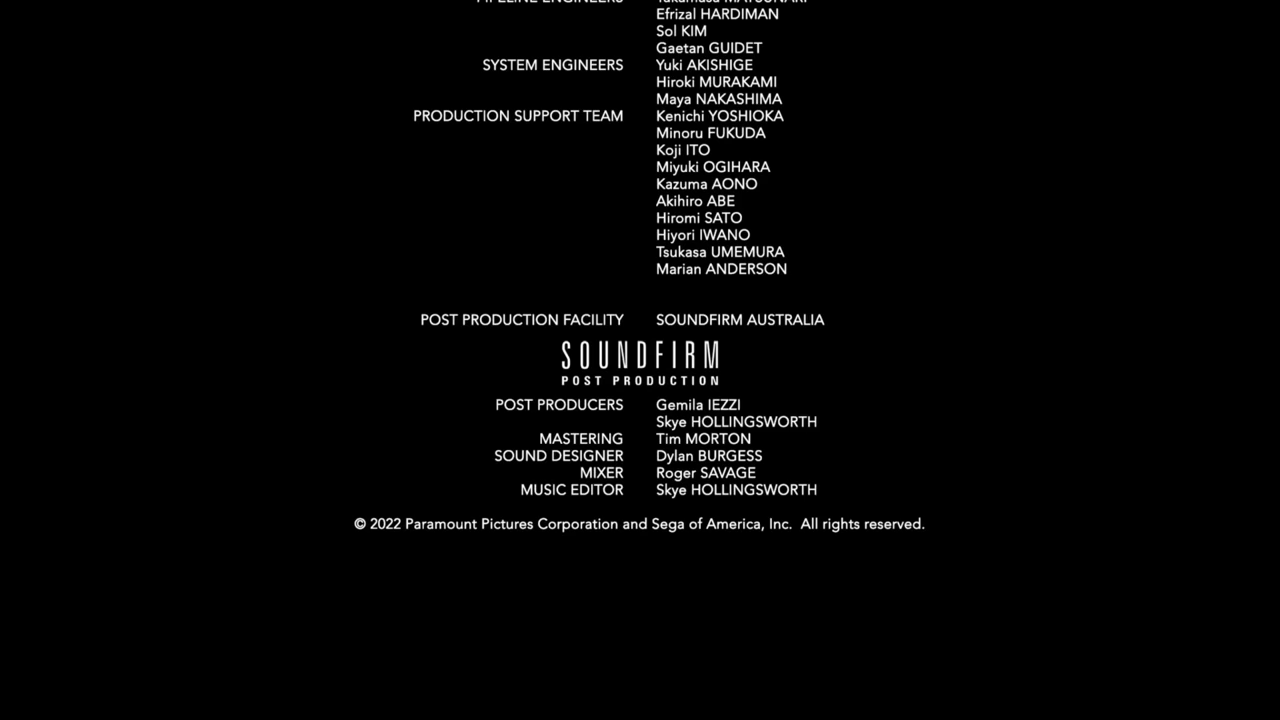 Efrizal HARDIMAN
Sol KIM
Gaetan GUIDET
SYSTEM ENGINEERS Yuki AKISHIGE
Hiroki MURAKAMI
Maya NAKASHIMA
PRODUCTION SUPPORT TEAM Kenichi YOSHIOKA
Minoru FUKUDA
Koji ITO
Miyuki OGIHARA
Kazuma AONO
Akihiro ABE
Hiromi SATO
Hiyori IWANO
Tsukasa UMEMURA
Marian ANDERSON
POST PRODUCTION FACILITY SOUNDFIRM AUSTRALIA
SOUNDFIRM
POST PRODUCTION
POST PRODUCERS Gemila IEZZI
Skye HOLLINGSWORTH
MASTERING Tim MORTON
SOUND DESIGNER Dylan BURGESS
MIXER Roger SAVAGE
MUSIC EDITOR Skye HOLLINGSWORTH
© 2022 Paramount Pictures Corporation and Sega of America, Inc. All rights reserved.